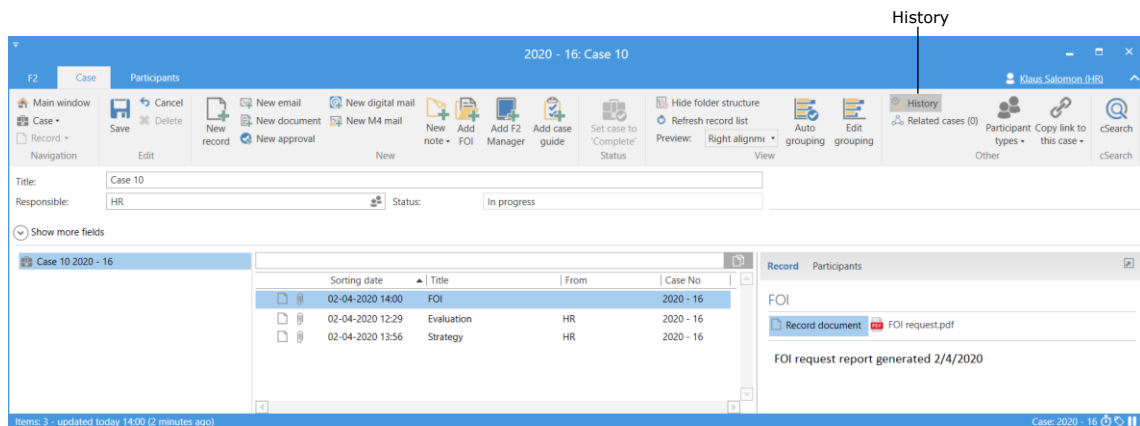 History
2020 - 16: Case 10
F2 Case Participants Klaus Salomon (HR)
Main window Cancel New email New digital mail Hide folder structure History
Case Save Delete New record New document New M4 mail New note Add FOI Add F2 Manager Add case guide Set case to 'Complete' Refresh record list Auto grouping Edit grouping Related cases (0) Participant types Copy link to this case cSearch
Record New approval Preview: Right alignme
Navigation Edit New Status View Other cSearch
Title: Case 10
Responsible: HR Status: In progress
Show more fields
Case 10 2020 - 16
Record Participants
Sorting date Title From Case No
02-04-2020 14:00 FOI 2020 - 16
02-04-2020 12:29 Evaluation HR 2020 - 16
02-04-2020 13:56 Strategy HR 2020 - 16
FOI
Record document PDF FOI request.pdf
FOI request report generated 2/4/2020
Items: 3 - updated today 14:00 (2 minutes ago) Case: 2020 - 16